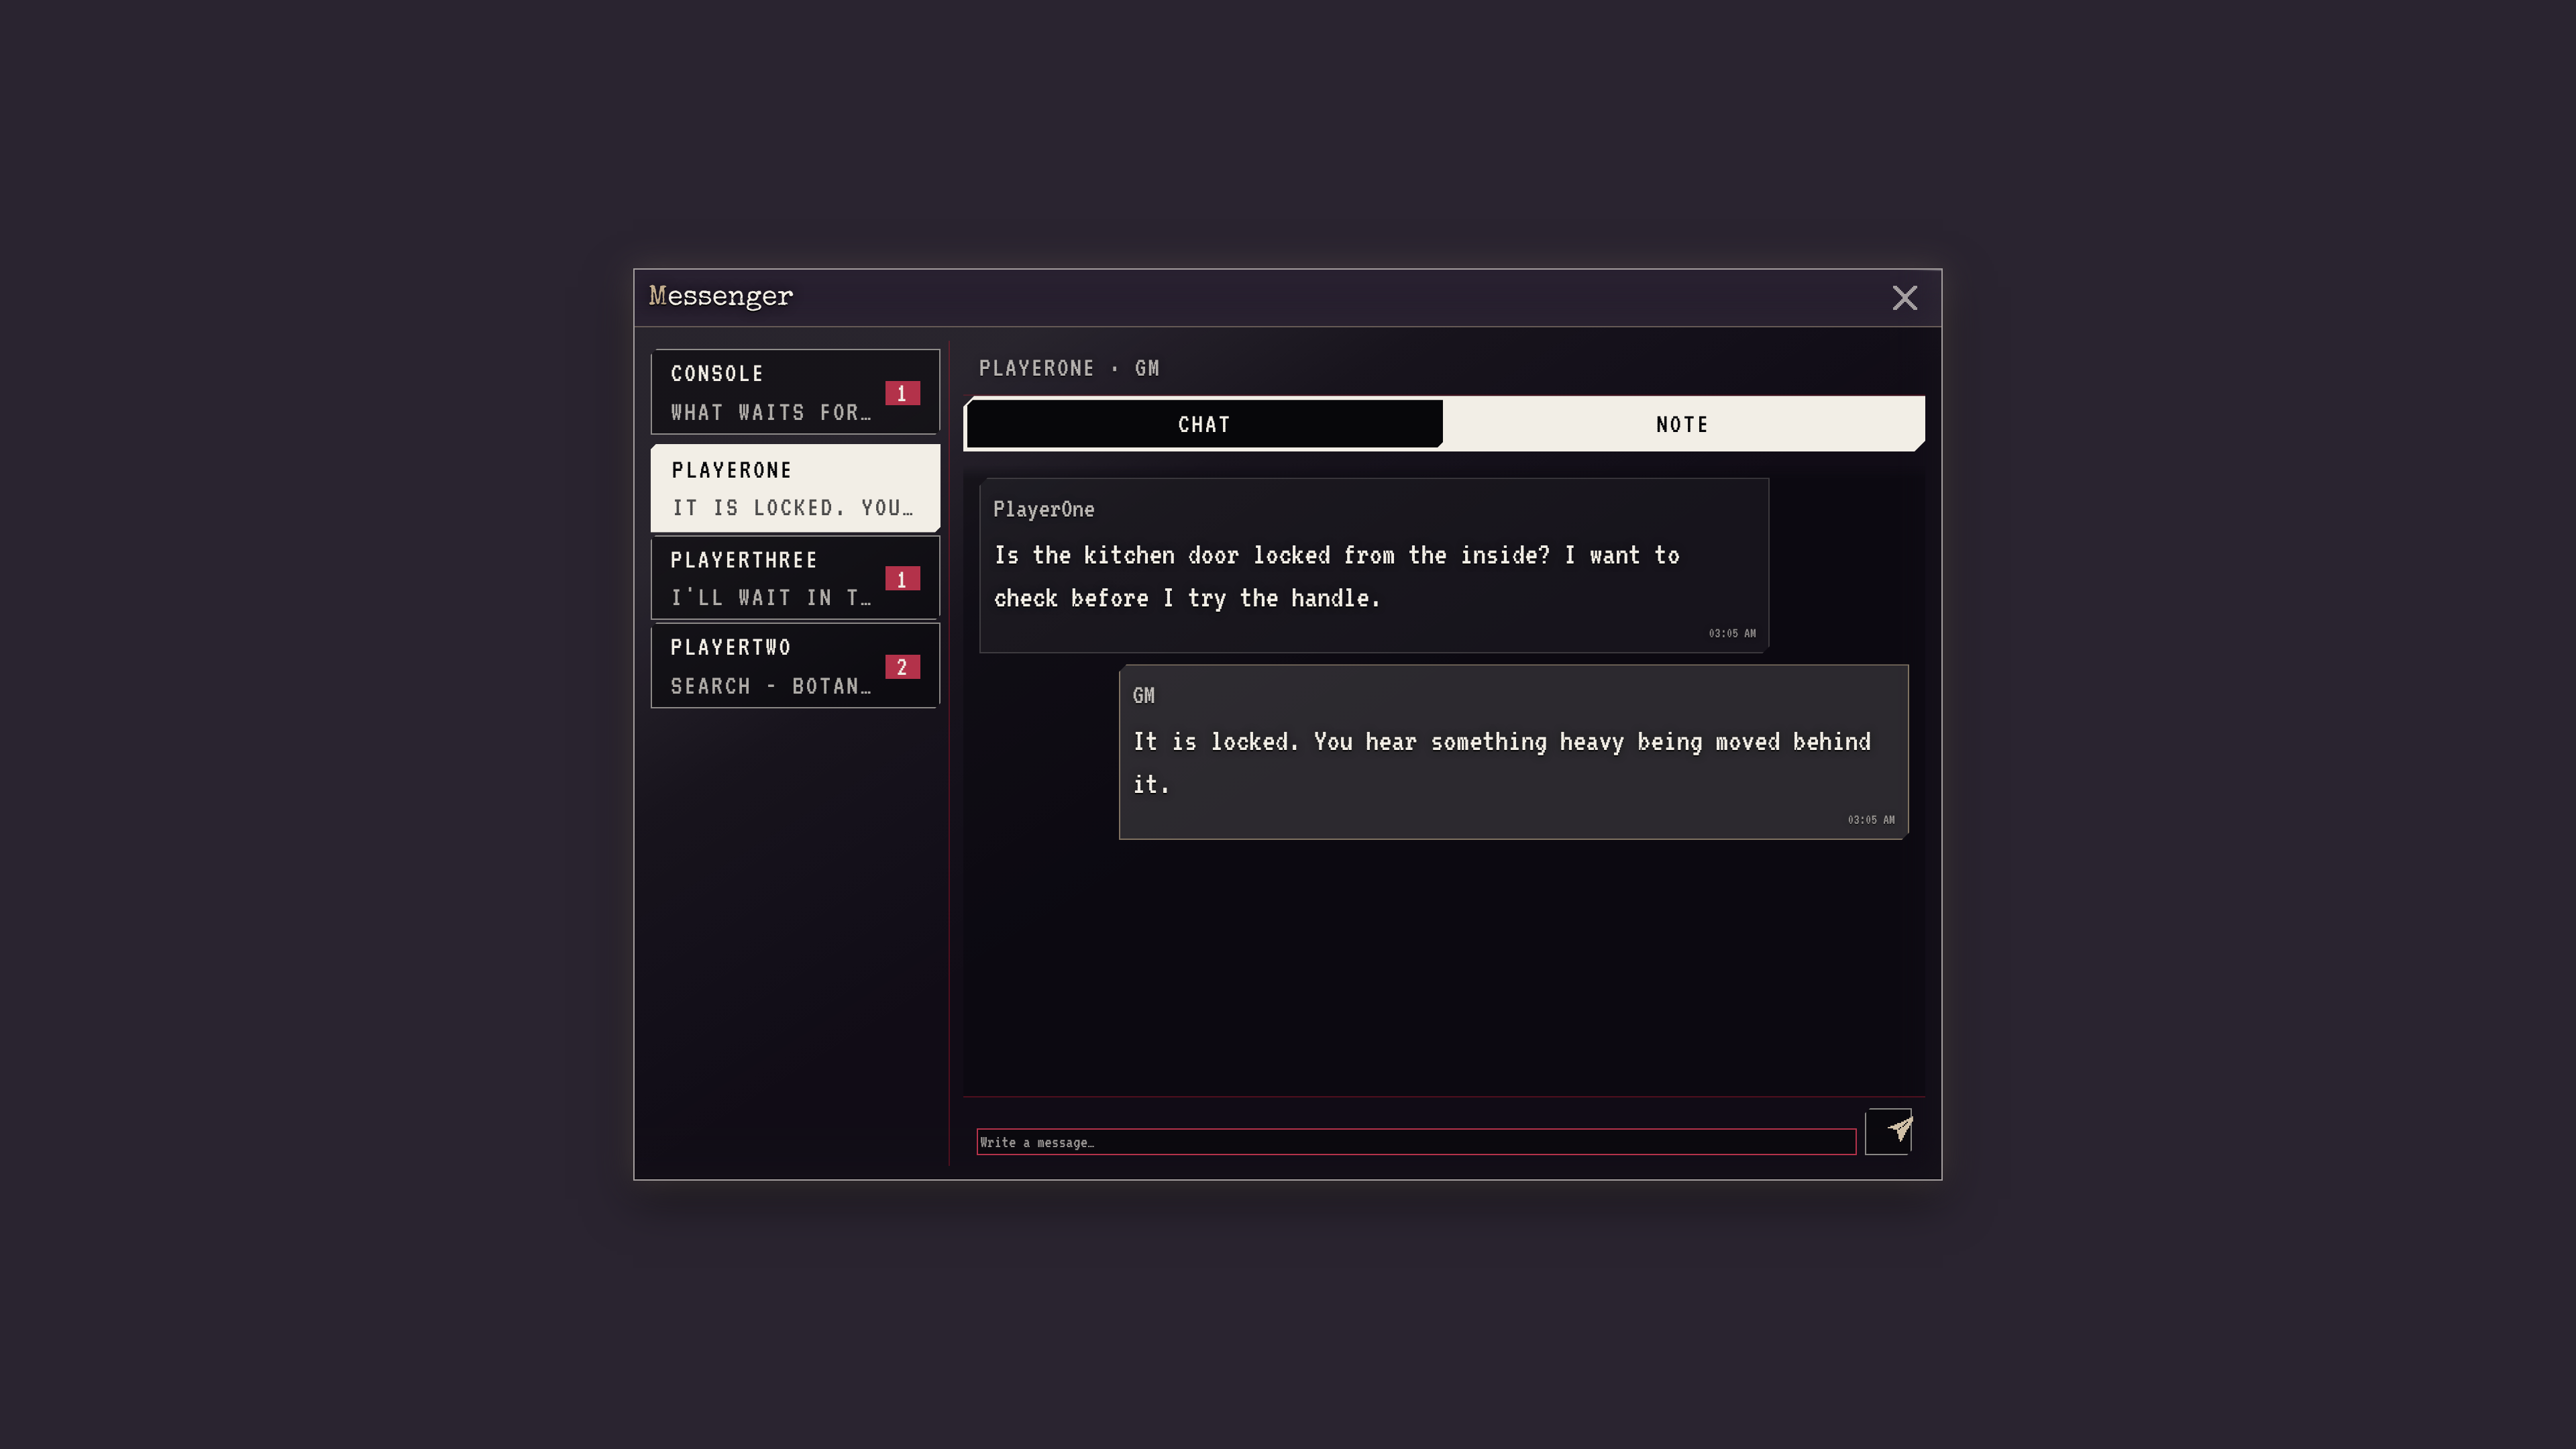 Messenger
CONSOLE
1
WHAT WAITS FOR…
PLAYERONE
IT IS LOCKED. YOU…
PLAYERTHREE
1
I'LL WAIT IN T…
PLAYERTWO
2
SEARCH - BOTAN…
PLAYERONE · GM
CHAT
NOTE
PlayerOne
Is the kitchen door locked from the inside? I want to
check before I try the handle.
03:05 AM
GM
It is locked. You hear something heavy being moved behind
it.
03:05 AM
Write a message…